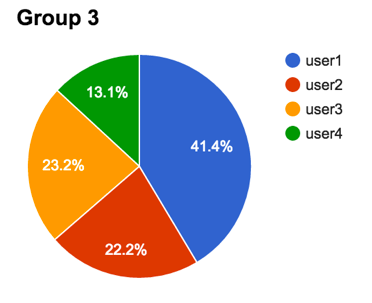 Group 3
user1
user2
user3
user4
13.1%
41.4%
23.2%
22.2%